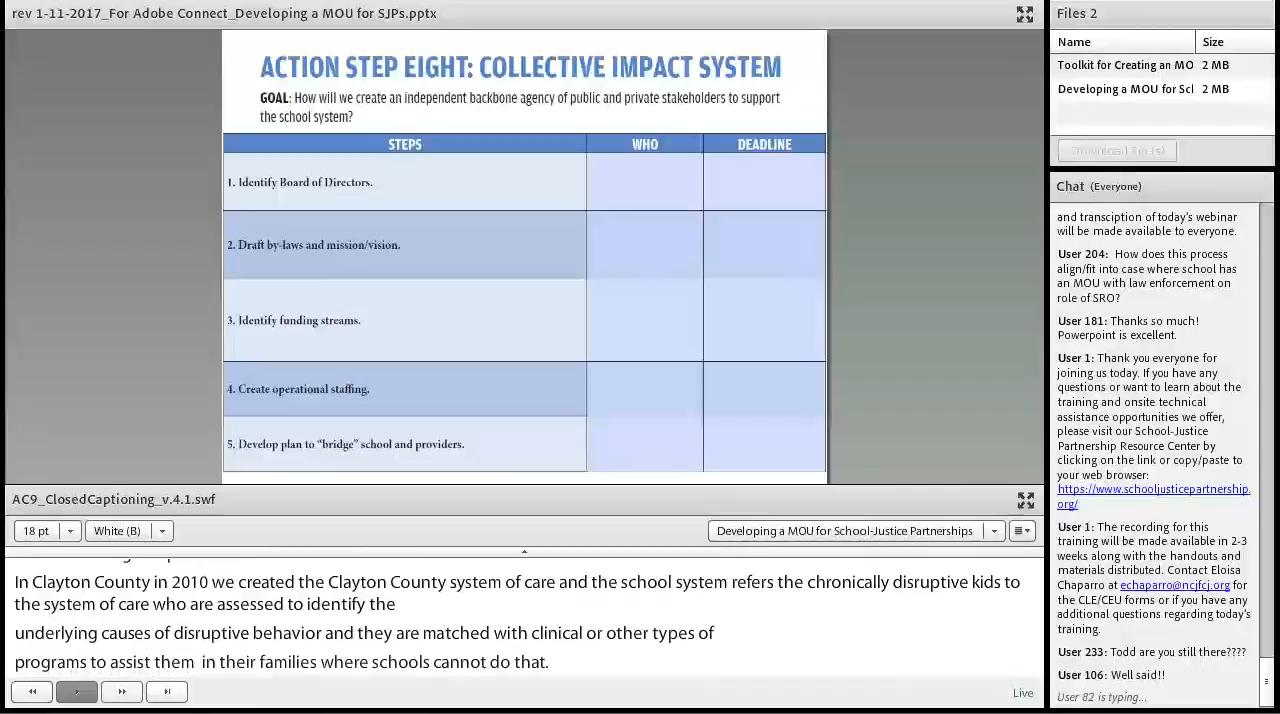 rev 1-11-2017_For Adobe Connect_Developing a MOU for SJPs.pptx
ACTION STEP EIGHT: COLLECTIVE IMPACT SYSTEM
GOAL: How will we create an independent backbone agency of public and private stakeholders to support
the school system?
STEPS WHO DEADLINE
1. Identify Board of Directors.
2. Draft by-laws and mission/vision.
3. Identify funding streams.
4. Create operational staffing.
5. Develop plan to “bridge” school and providers.
AC9_ClosedCaptioning_v.4.1.swf
18 pt White (B) Developing a MOU for School-Justice Partnerships
In Clayton County in 2010 we created the Clayton County system of care and the school system refers the chronically disruptive kids to
the system of care who are assessed to identify the
underlying causes of disruptive behavior and they are matched with clinical or other types of
programs to assist them in their families where schools cannot do that.
Live
Files 2
Name Size
Toolkit for Creating an MO 2 MB
Developing a MOU for Scl 2 MB
Download File(s)
Chat (Everyone)
and transciption of today's webinar
will be made available to everyone.
User 204: How does this process
align/fit into case where school has
an MOU with law enforcement on
role of SRO?
User 181: Thanks so much!
Powerpoint is excellent.
User 1: Thank you everyone for
joining us today. If you have any
questions or want to learn about the
training and onsite technical
assistance opportunities we offer,
please visit our School-Justice
Partnership Resource Center by
clicking on the link or copy/paste to
your web browser:
https://www.schooljusticepartnership.
org/
User 1: The recording for this
training will be made available in 2-3
weeks along with the handouts and
materials distributed. Contact Eloisa
Chaparro at echaparro@ncjfcj.org for
the CLE/CEU forms or if you have any
additional questions regarding today's
training.
User 233: Todd are you still there????
User 106: Well said!!
User 82 is typing...